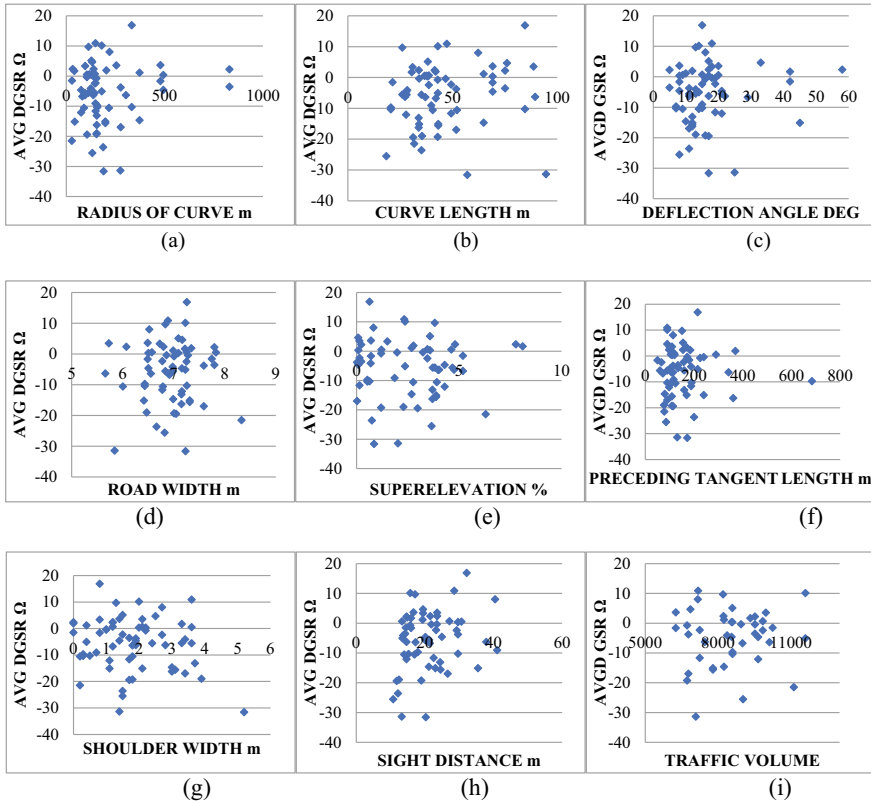 20
10
0
-10
-20
-30
-40
0 500 1000
AVG DGSR Ω
RADIUS OF CURVE m
(a)
20
10
0
-10
-20
-30
-40
0 50 100
AVG DGSR Ω
CURVE LENGTH m
(b)
20
10
0
-10
-20
-30
-40
0 20 40 60
AVGD GSR Ω
DEFLECTION ANGLE DEG
(c)
20
10
0
-10
-20
-30
-40
5 6 7 8 9
AVG DGSR Ω
ROAD WIDTH m
(d)
20
10
0
-10
-20
-30
-40
0 5 10
AVG DGSR Ω
SUPERELEVATION %
(e)
20
10
0
-10
-20
-30
-40
0 200 400 600 800
AVGD GSR Ω
PRECEDING TANGENT LENGTH m
(f)
20
10
0
-10
-20
-30
-40
0 1 2 3 4 5 6
AVG DGSR Ω
SHOULDER WIDTH m
(g)
20
10
0
-10
-20
-30
-40
0 20 40 60
AVG DGSR Ω
SIGHT DISTANCE m
(h)
20
10
0
-10
-20
-30
-40
5000 8000 11000
AVGD GSR Ω
TRAFFIC VOLUME
(i)